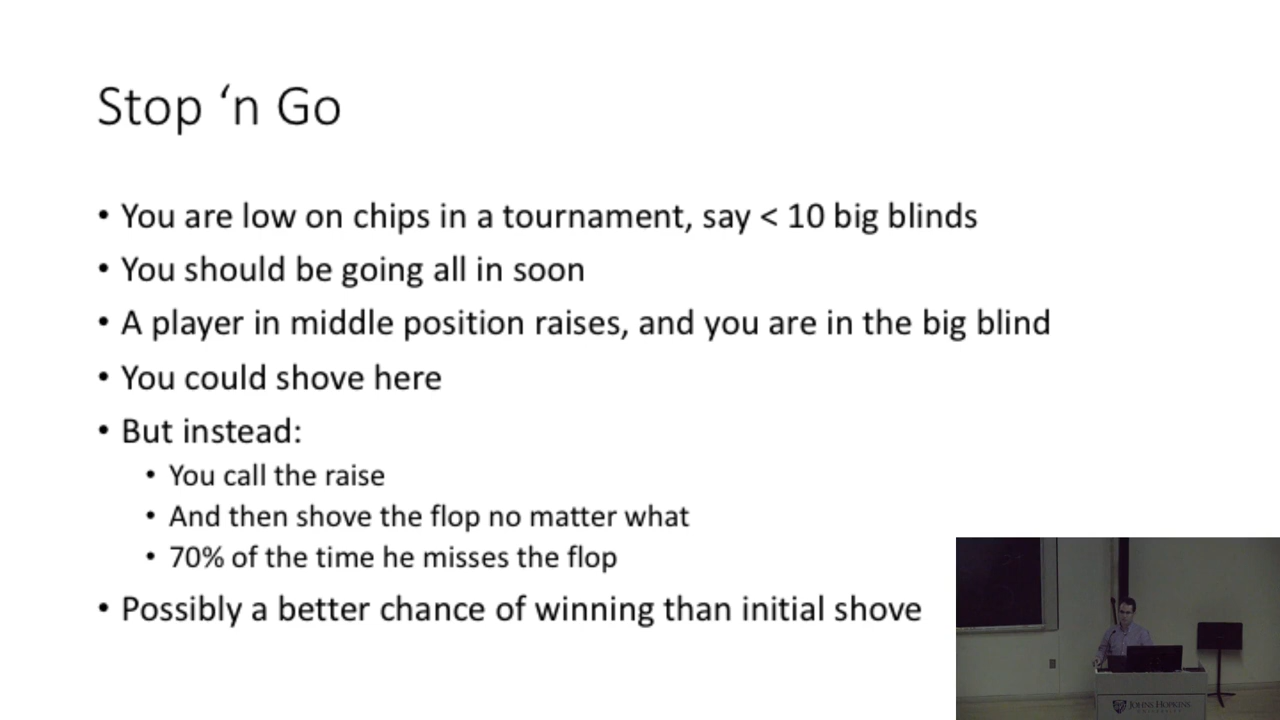 Stop ‘n Go
• You are low on chips in a tournament, say < 10 big blinds
• You should be going all in soon
• A player in middle position raises, and you are in the big blind
• You could shove here
• But instead:
• You call the raise
• And then shove the flop no matter what
• 70% of the time he misses the flop
• Possibly a better chance of winning than initial shove
JOHNS HOPKINS